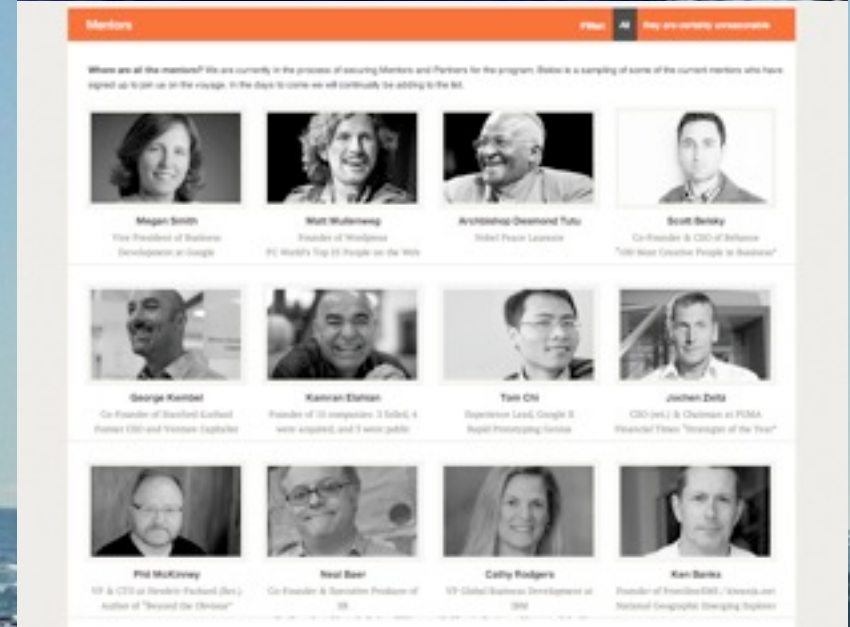 Mentors
Filter: All they are certainly unreasonable
Where are all the mentors? We are currently in the process of securing Mentors and Partners for the program. Below is a sampling of some of the current mentors who have
signed up to join us on the voyage. In the days to come we will continually be adding to the list.
Megan Smith
Vice President of Business
Development at Google
Matt Mullenweg
Founder of Wordpress
PC World's Top 25 People on the Web
Archbishop Desmond Tutu
Nobel Peace Laureate
Scott Belsky
Co-Founder & CEO of Behance
"100 Most Creative People in Business"
George Kembel
Co-Founder of Stanford
Former CEO and Venture Capitalist
Kamran Elahian
Founder of 10 companies: 3 failed, 4
were acquired, and 3 went public
Tom Chi
Experience Lead, Google X
Rapid Prototyping Genius
Jochen Zeitz
CEO (ret.) & Chairman at PUMA
Financial Times "Strategist of the Year"
Phil McKinney
VP & CTO at Hewlett-Packard (Ret.)
Author of "Beyond the Obvious"
Neal Baer
Co-Founder & Executive Producer of
Cathy Rodgers
VP Global Business Development at
IBM
Ken Banks
Founder of FrontlineSMS / kiwanja.net
National Geographic Emerging Explorer